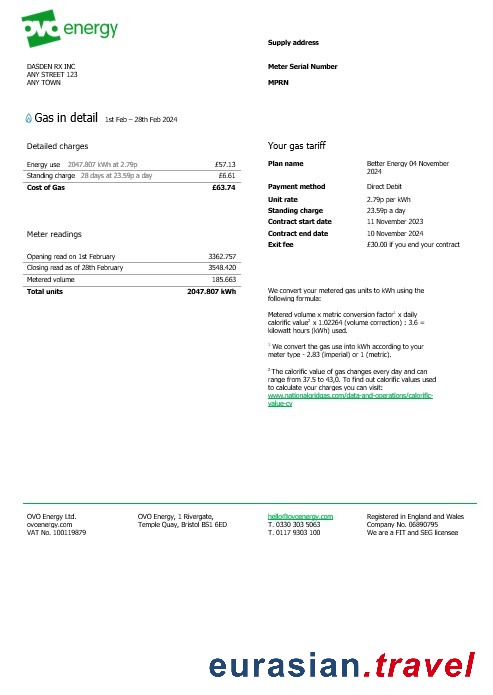 ovo energy
Supply address
DASDEN RX INC
ANY STREET 123
ANY TOWN
Meter Serial Number
MPRN
Gas in detail 1st Feb – 28th Feb 2024
Detailed charges
Energy use 2047.807 kWh at 2.79p £57.13
Standing charge 28 days at 23.59p a day £6.61
Cost of Gas £63.74
Meter readings
Opening read on 1st February 3362.757
Closing read as of 28th February 3548.420
Metered volume 185,663
Total units 2047.807 kWh
Your gas tariff
Plan name Better Energy 04 November
2024
Payment method Direct Debit
Unit rate 2.79p per kWh
Standing charge 23.59p a day
Contract start date 11 November 2023
Contract end date 10 November 2024
Exit fee £30.00 if you end your contract
We convert your metered gas units to kWh using the
following formula:
Metered volume x metric conversion factor¹ x daily
calorific value² x 1.02264 (volume correction) : 3.6 =
kilowatt hours (kWh) used.
¹ We convert the gas use into kWh according to your
meter type - 2.83 (imperial) or 1 (metric).
² The calorific value of gas changes every day and can
range from 37.5 to 43,0. To find out calorific values used
to calculate your charges you can visit:
www.nationalgridgas.com/data-and-operations/calorific-
value-cv
OVO Energy Ltd.
ovoenergy.com
VAT No. 100119879
OVO Energy, 1 Rivergate,
Temple Quay, Bristol BS1 6ED
hello@ovoenergy.com
T. 0330 303 5063
T. 0117 9303 100
Registered in England and Wales
Company No. 06890795
We are a FIT and SEG licensee
eurasian.travel